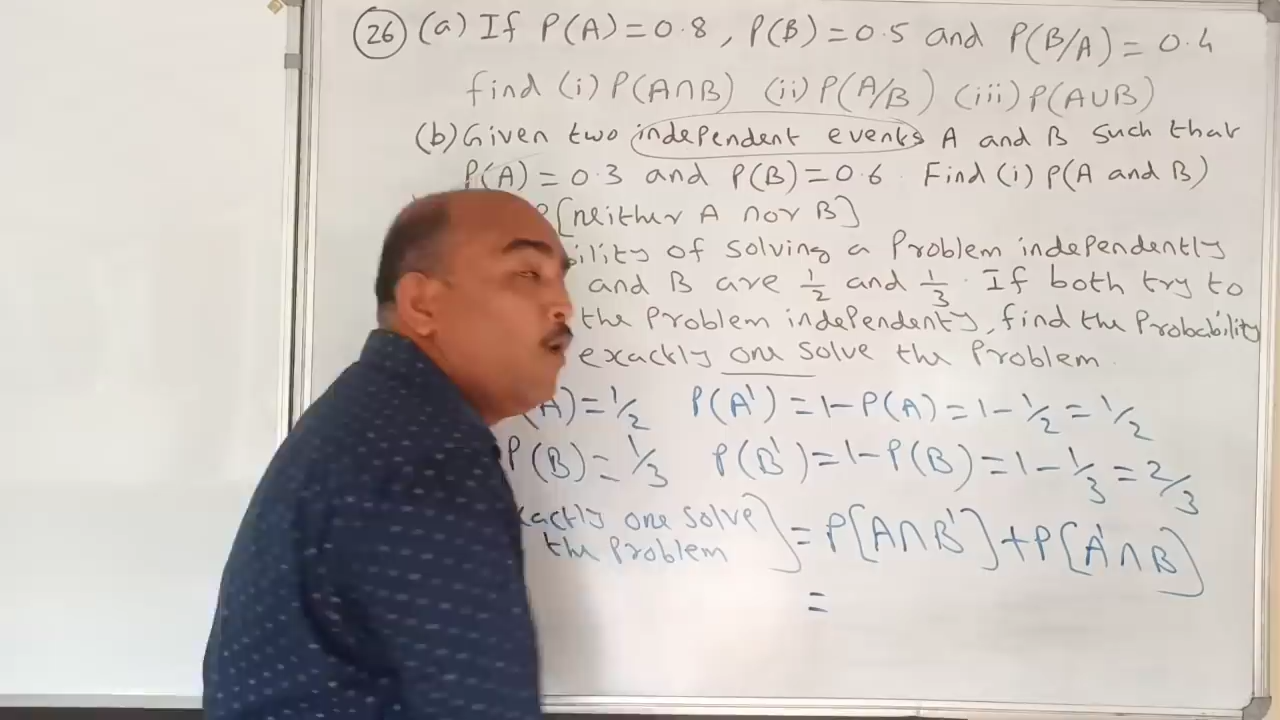 26 (a) If P(A)=0.8, P(B)=0.5 and P(B/A)=0.4
find (i) P(A∩B) (ii) P(A/B) (iii) P(A∪B)
(b) Given two independent events A and B such that
P(A)=0.3 and P(B)=0.6. Find (i) P(A and B)
P[neither A nor B]
of solving a Problem independently
and B are 1/2 and 1/3. If both try to
the Problem independenty, find the Probability
exactly one solve the Problem.
A)=1/2 P(A')=1-P(A)=1-1/2=1/2
P(B)=1/3 P(B')=1-P(B)=1-1/3=2/3
one solve the Problem] = P[A∩B']+P[A'∩B]
=